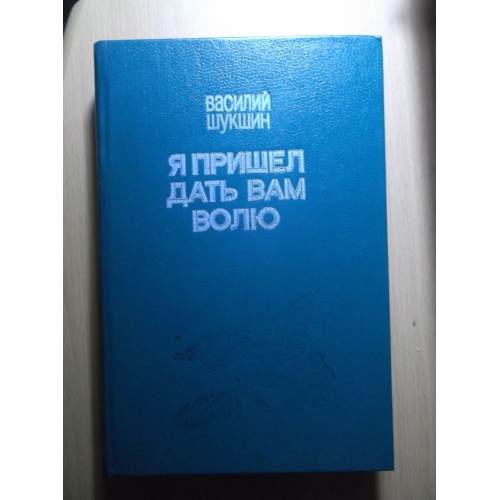 ВАСИЛИЙ
ШУКШИН
Я ПРИШЕЛ
ДАТЬ ВАМ
ВОЛЮ